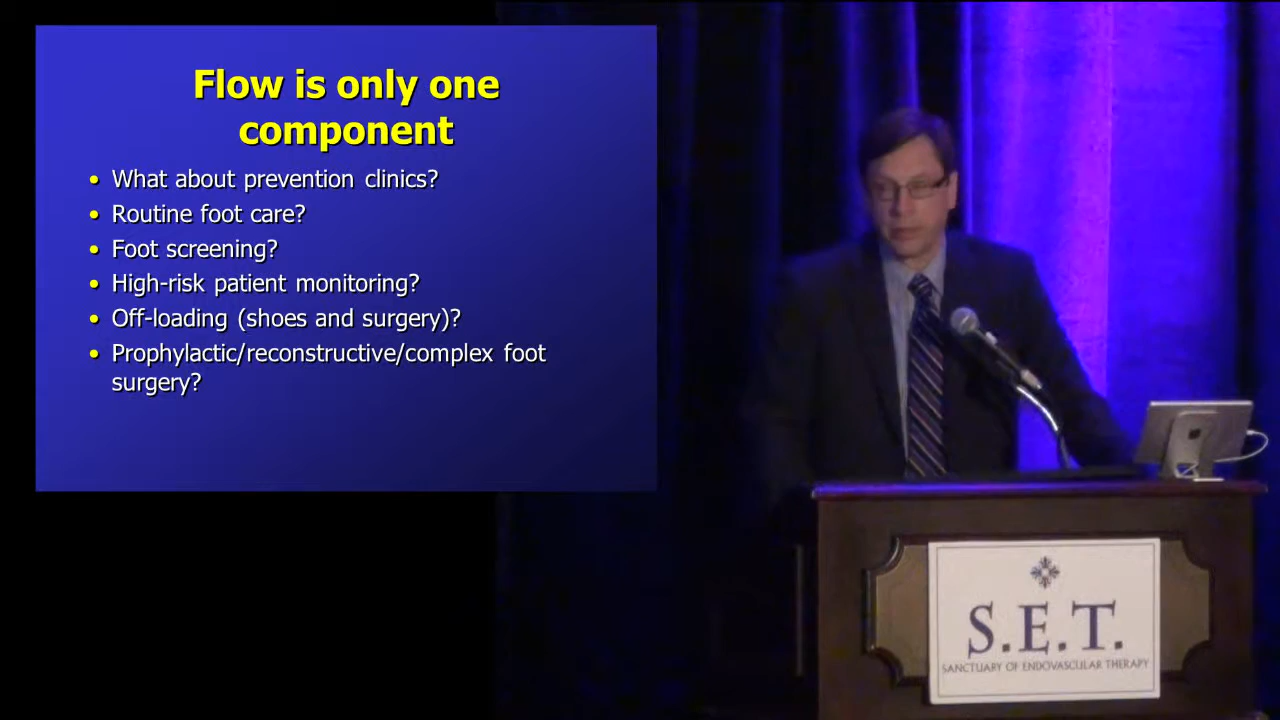 Flow is only one
component
• What about prevention clinics?
• Routine foot care?
• Foot screening?
• High-risk patient monitoring?
• Off-loading (shoes and surgery)?
• Prophylactic/reconstructive/complex foot
surgery?
S.E.T.
SANCTUARY OF ENDOVASCULAR THERAPY